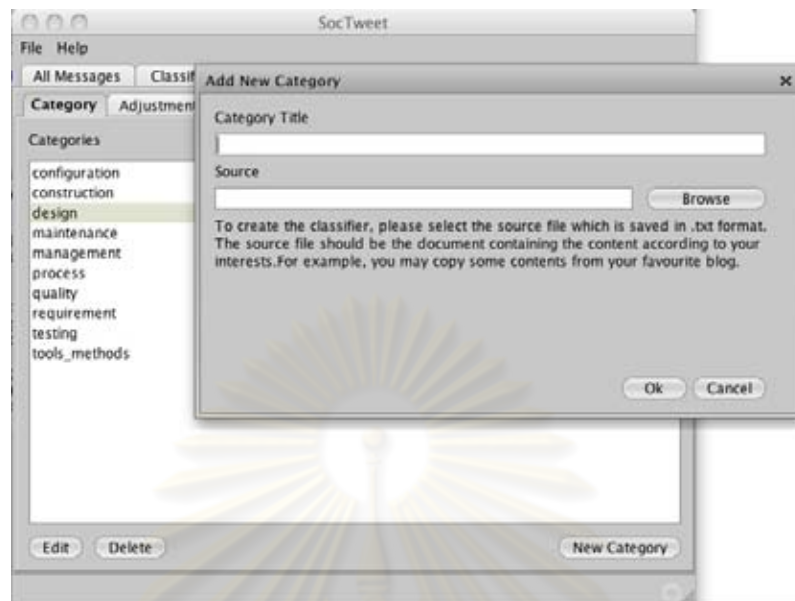 SocTweet
File Help
All Messages
Category
Categories
configuration
construction
design
maintenance
management
process
quality
requirement
testing
tools_methods
Edit Delete New Category
Add New Category
Category Title
Source
Browse
To create the classifier, please select the source file which is saved in .txt format.
The source file should be the document containing the content according to your
interests.For example, you may copy some contents from your favourite blog.
Ok Cancel